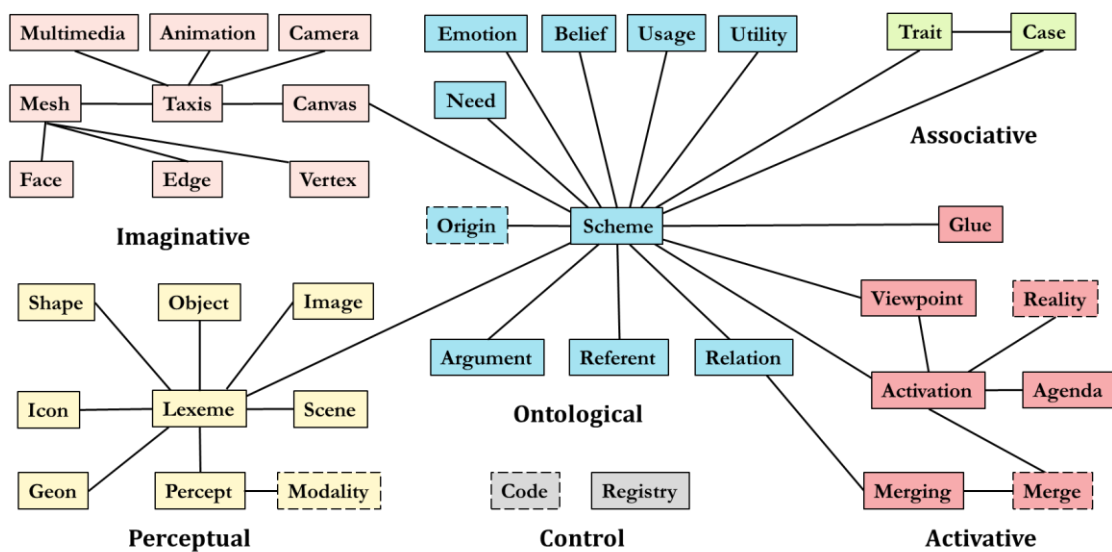 Multimedia
Animation
Camera
Mesh
Taxis
Canvas
Face
Edge
Vertex
Imaginative
Emotion
Belief
Usage
Utility
Need
Origin
Scheme
Argument
Referent
Relation
Ontological
Trait
Case
Associative
Glue
Viewpoint
Reality
Activation
Agenda
Merging
Merge
Activative
Shape
Object
Image
Icon
Lexeme
Scene
Geon
Percept
Modality
Perceptual
Code
Registry
Control